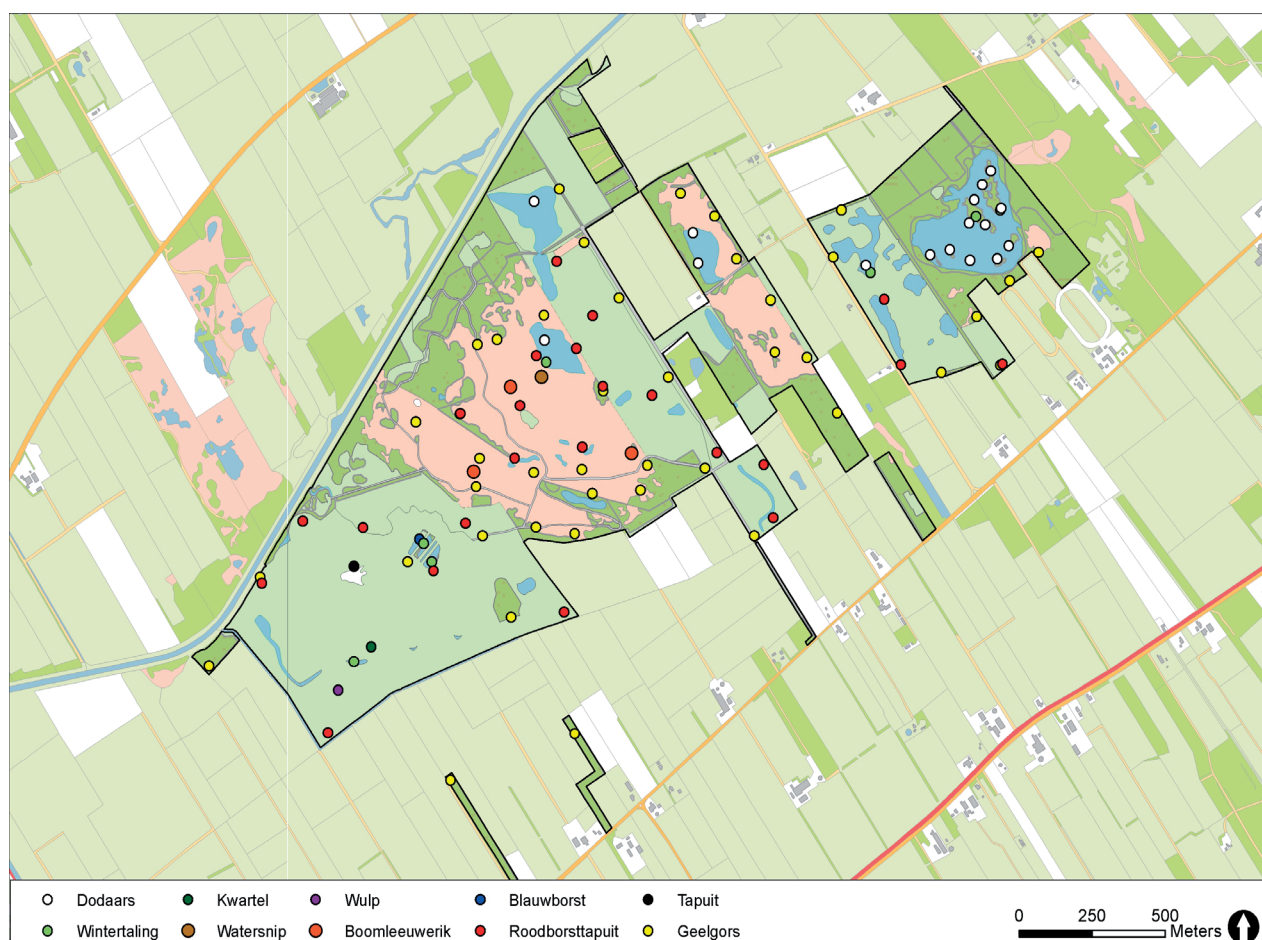 Dodaars Kwartel Wulp Blauwborst Tapuit
Wintertaling Watersnip Boomleeuwerik Roodborsttapuit Geelgors
0 250 500
Meters